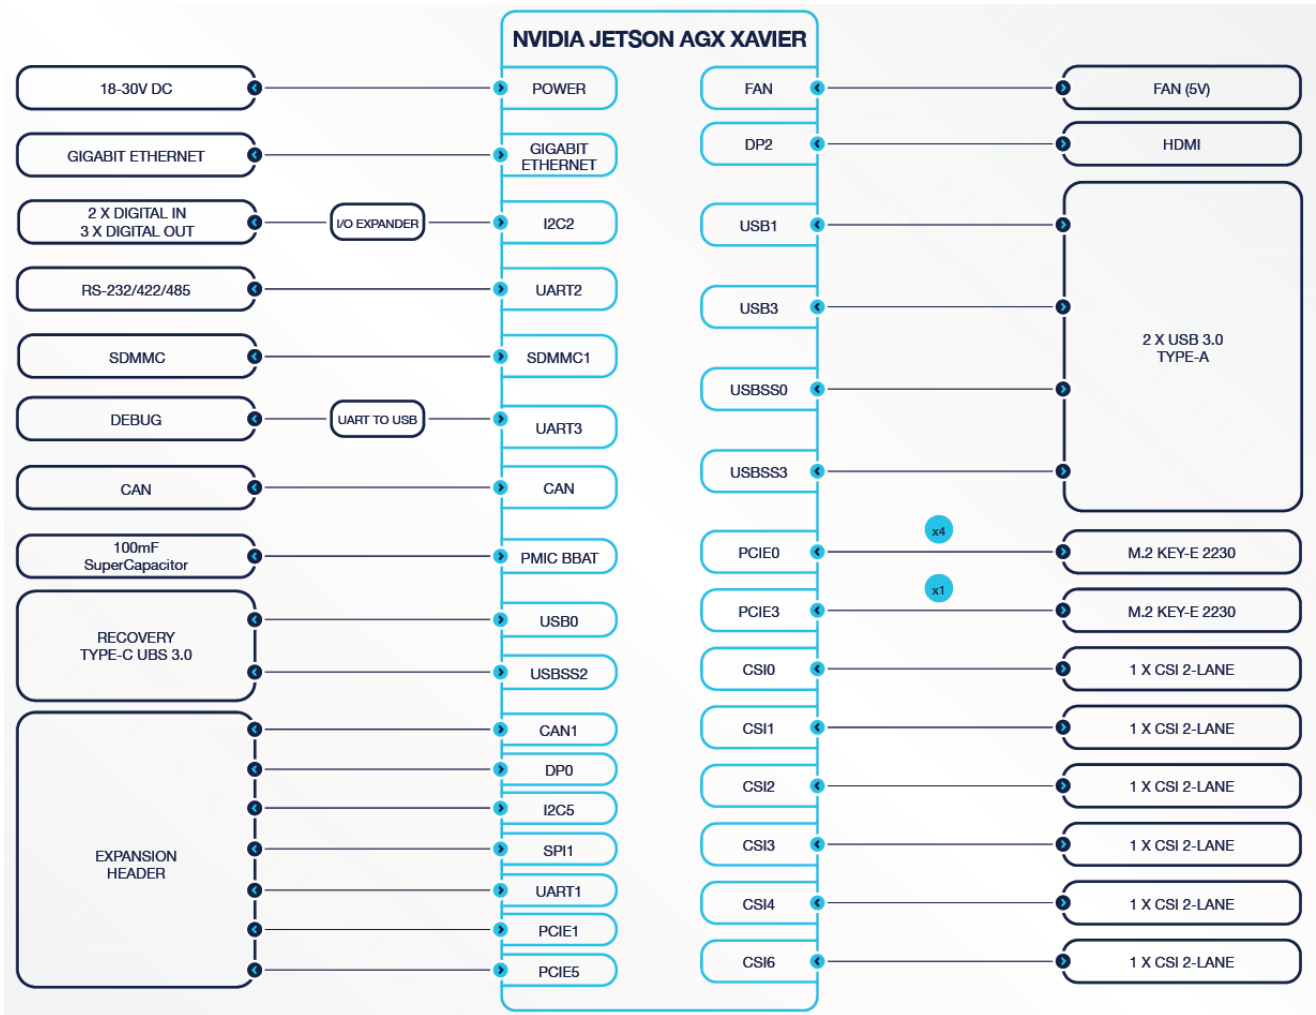 NVIDIA JETSON AGX XAVIER
18-30V DC
POWER
GIGABIT ETHERNET
GIGABIT
ETHERNET
2 X DIGITAL IN
3 X DIGITAL OUT
I/O EXPANDER
I2C2
RS-232/422/485
UART2
SDMMC
SDMMC1
DEBUG
UART TO USB
UART3
CAN
CAN
100mF
SuperCapacitor
PMIC BBAT
RECOVERY
TYPE-C UBS 3.0
USB0
USBSS2
EXPANSION
HEADER
CAN1
DP0
I2C5
SPI1
UART1
PCIE1
PCIE5
FAN
FAN (5V)
DP2
HDMI
USB1
USB3
USBSS0
USBSS3
2 X USB 3.0
TYPE-A
PCIE0
x4
M.2 KEY-E 2230
PCIE3
x1
M.2 KEY-E 2230
CSI0
1 X CSI 2-LANE
CSI1
1 X CSI 2-LANE
CSI2
1 X CSI 2-LANE
CSI3
1 X CSI 2-LANE
CSI4
1 X CSI 2-LANE
CSI6
1 X CSI 2-LANE